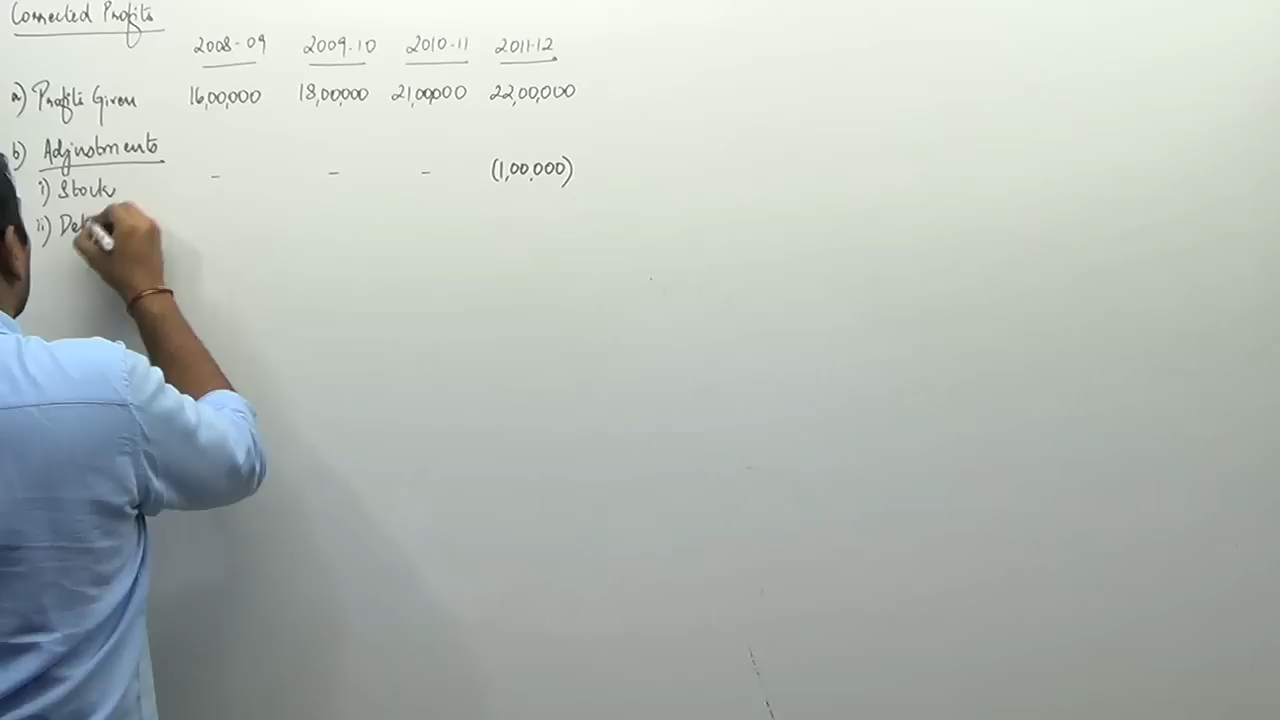 Corrected Profits
2008-09 2009-10 2010-11 2011-12
a) Profits Given 16,00,000 18,00,000 21,00,000 22,00,000
b) Adjustments
i) Stock - - - (1,00,000)
ii)